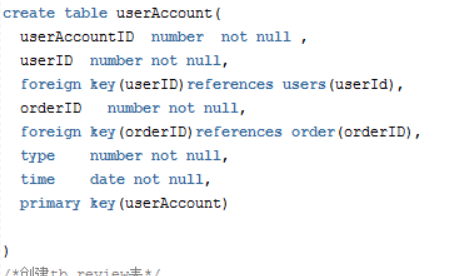 create table userAccount(
userAccountID number not null ,
userID number not null,
foreign key(userID)references users(userId),
orderID number not null,
foreign key(orderID)references order(orderID),
type number not null,
time date not null,
primary key(userAccount)
)
/*创建tb_review表*/